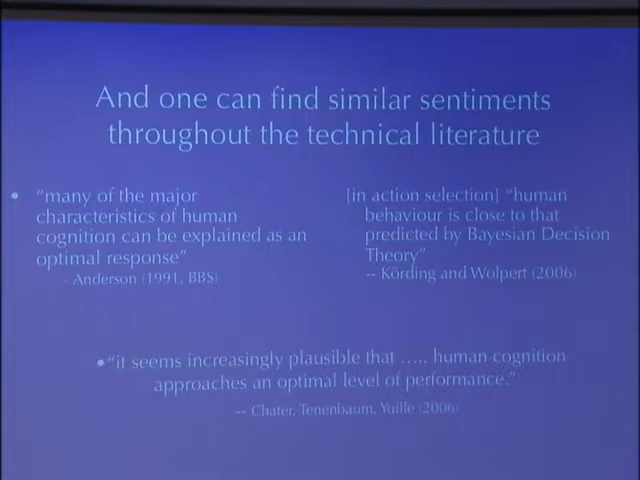 And one can find similar sentiments
throughout the technical literature
• “many of the major
characteristics of human
cognition can be explained as an
optimal response”
- Anderson (1991, BBS)
[in action selection] “human
behaviour is close to that
predicted by Bayesian Decision
Theory”
-- Körding and Wolpert (2006)
•“it seems increasingly plausible that ….. human cognition
approaches an optimal level of performance.”
-- Chater, Tenenbaum, Yuille (2006)